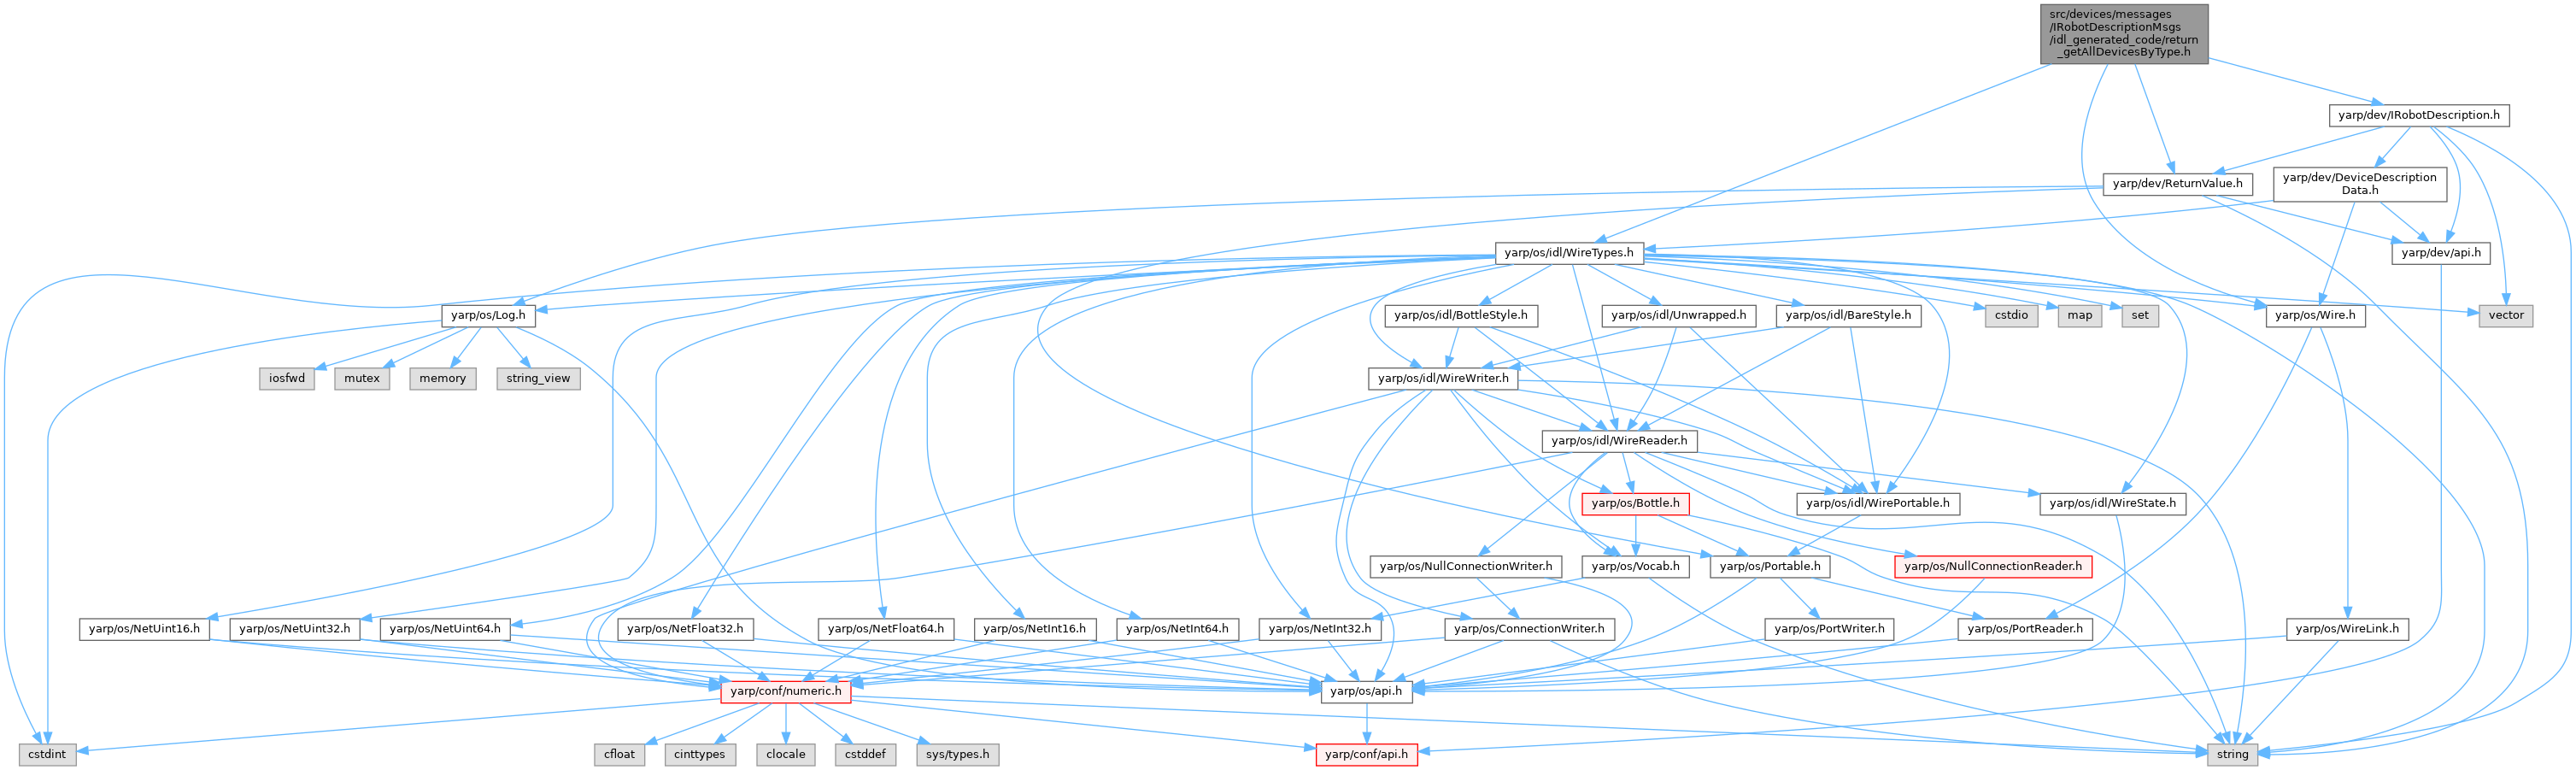 src/devices/messages
/IRobotDescriptionMsgs
/idl_generated_code/return
_getAllDevicesByType.h
yarp/dev/IRobotDescription.h
yarp/dev/ReturnValue.h
yarp/dev/DeviceDescription
Data.h
yarp/os/idl/WireTypes.h
yarp/dev/api.h
yarp/os/Log.h
yarp/os/idl/BottleStyle.h
yarp/os/idl/Unwrapped.h
yarp/os/idl/BareStyle.h
cstdio
map
set
yarp/os/Wire.h
vector
iosfwd
mutex
memory
string_view
yarp/os/idl/WireWriter.h
yarp/os/idl/WireReader.h
yarp/os/Bottle.h
yarp/os/idl/WirePortable.h
yarp/os/idl/WireState.h
yarp/os/NullConnectionWriter.h
yarp/os/Vocab.h
yarp/os/Portable.h
yarp/os/NullConnectionReader.h
yarp/os/NetUint16.h
yarp/os/NetUint32.h
yarp/os/NetUint64.h
yarp/os/NetFloat32.h
yarp/os/NetFloat64.h
yarp/os/NetInt16.h
yarp/os/NetInt64.h
yarp/os/NetInt32.h
yarp/os/ConnectionWriter.h
yarp/os/PortWriter.h
yarp/os/PortReader.h
yarp/os/WireLink.h
yarp/conf/numeric.h
yarp/os/api.h
cstdint
cfloat
cinttypes
clocale
cstddef
sys/types.h
yarp/conf/api.h
string